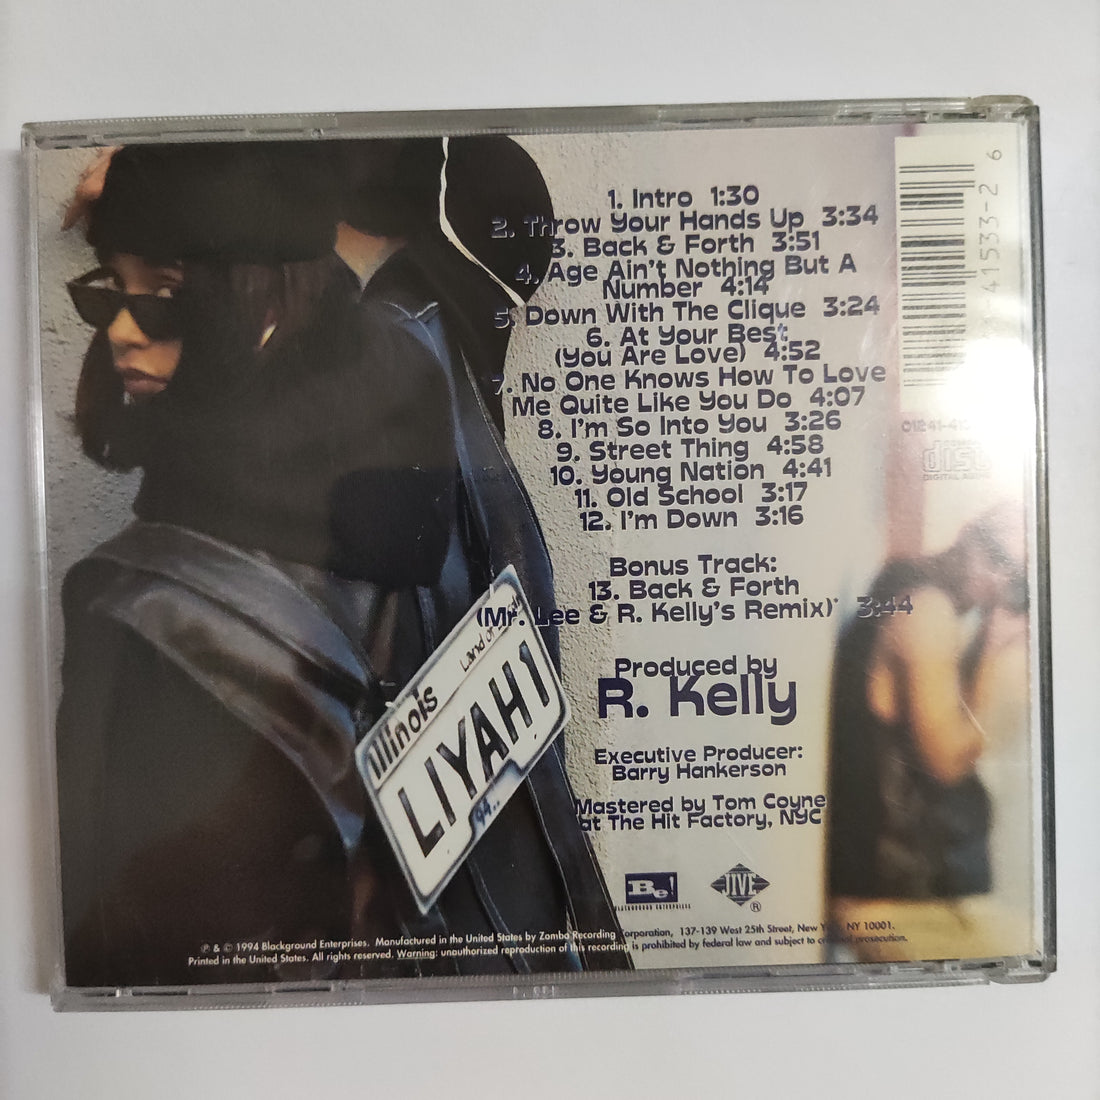 1. Intro 1:30
2. Throw Your Hands Up 3:34
3. Back & Forth 3:51
4. Age Ain't Nothing But A
Number 4:14
5. Down With The Clique 3:24
6. At Your Best
(You Are Love) 4:52
7. No One Knows How To Love
Me Quite Like You Do 4:07
8. I'm So Into You 3:26
9. Street Thing 4:58
10. Young Nation 4:41
11. Old School 3:17
12. I'm Down 3:16
Bonus Track:
13. Back & Forth
(Mr. Lee & R. Kelly's Remix)* 3:44
Produced by
R. Kelly
Executive Producer:
Barry Hankerson
Mastered by Tom Coyne
at The Hit Factory, NYC
Illinois
Land of
LIYAH 1
94..
Be!
BLACKGROUND ENTERPRISES
JIVE
®
℗ & © 1994 Blackground Enterprises. Manufactured in the United States by Zomba Recording Corporation, 137-139 West 25th Street, New York, NY 10001.
Printed in the United States. All rights reserved. Warning: unauthorized reproduction of this recording is prohibited by federal law and subject to criminal prosecution.
41533-2 6
disc
DIGITAL AUDIO